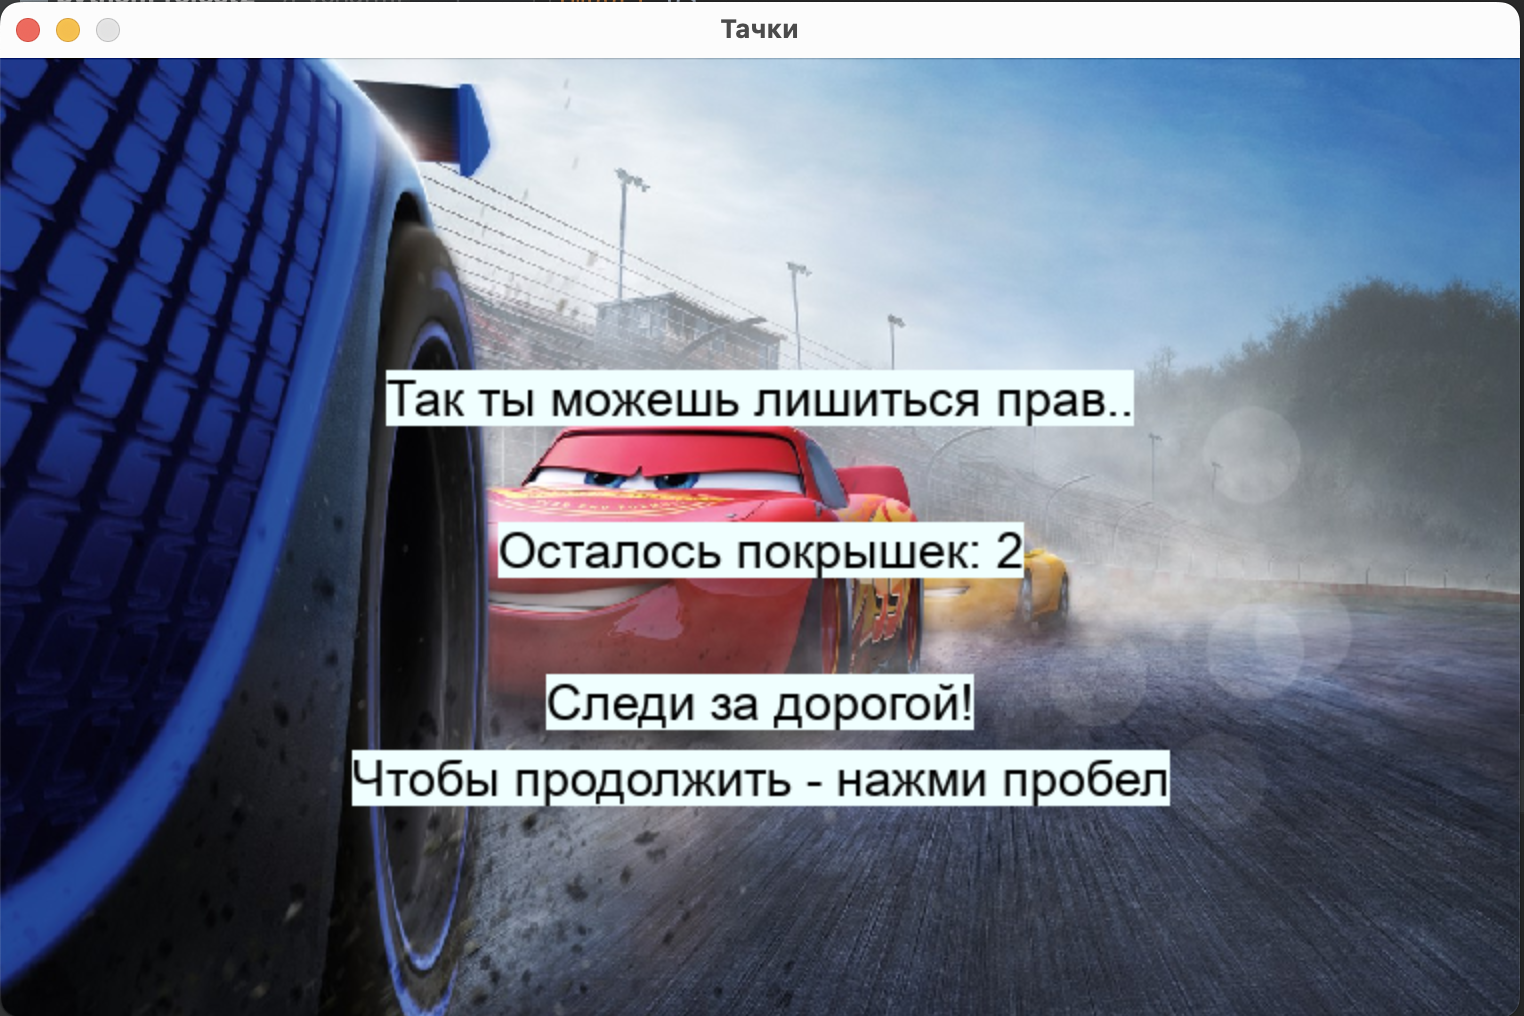 Тачки
Так ты можешь лишиться прав..
Осталось покрышек: 2
Следи за дорогой!
Чтобы продолжить - нажми пробел